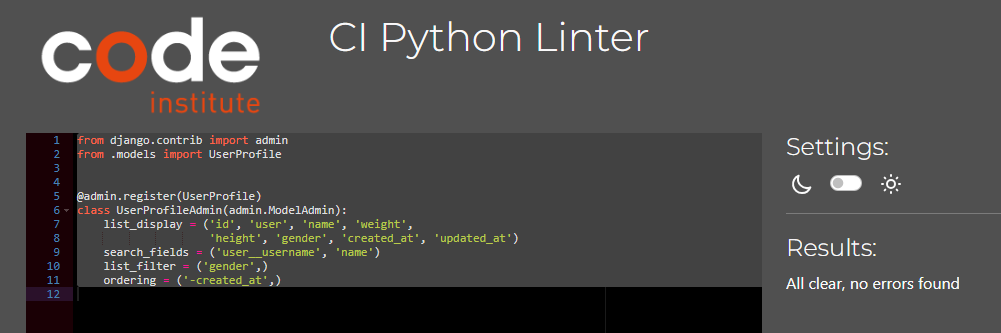 code
institute
CI Python Linter
1 from django.contrib import admin
2 from .models import UserProfile
3
4
5 @admin.register(UserProfile)
6 class UserProfileAdmin(admin.ModelAdmin):
7     list_display = ('id', 'user', 'name', 'weight',
8                     'height', 'gender', 'created_at', 'updated_at')
9     search_fields = ('user__username', 'name')
10     list_filter = ('gender',)
11     ordering = ('-created_at',)
12
Settings:
Results:
All clear, no errors found